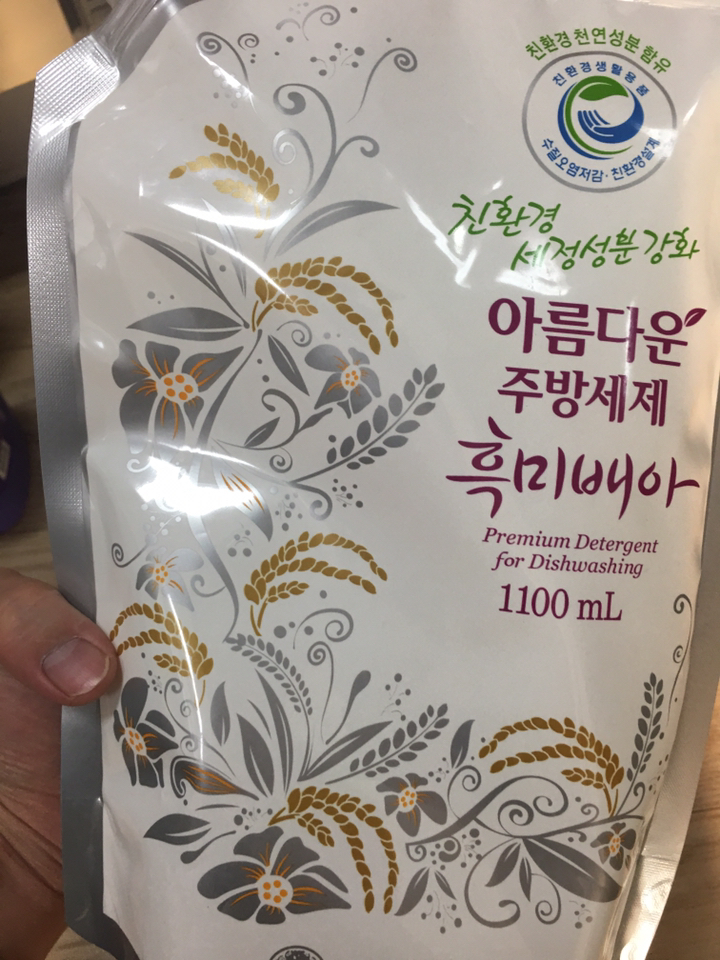 친환경 천연성분 함유
친환경생활용품
수질오염저감·친환경설계
친환경
세정성분 강화
아름다운
주방세제
흑미배아
Premium Detergent
for Dishwashing
1100 mL